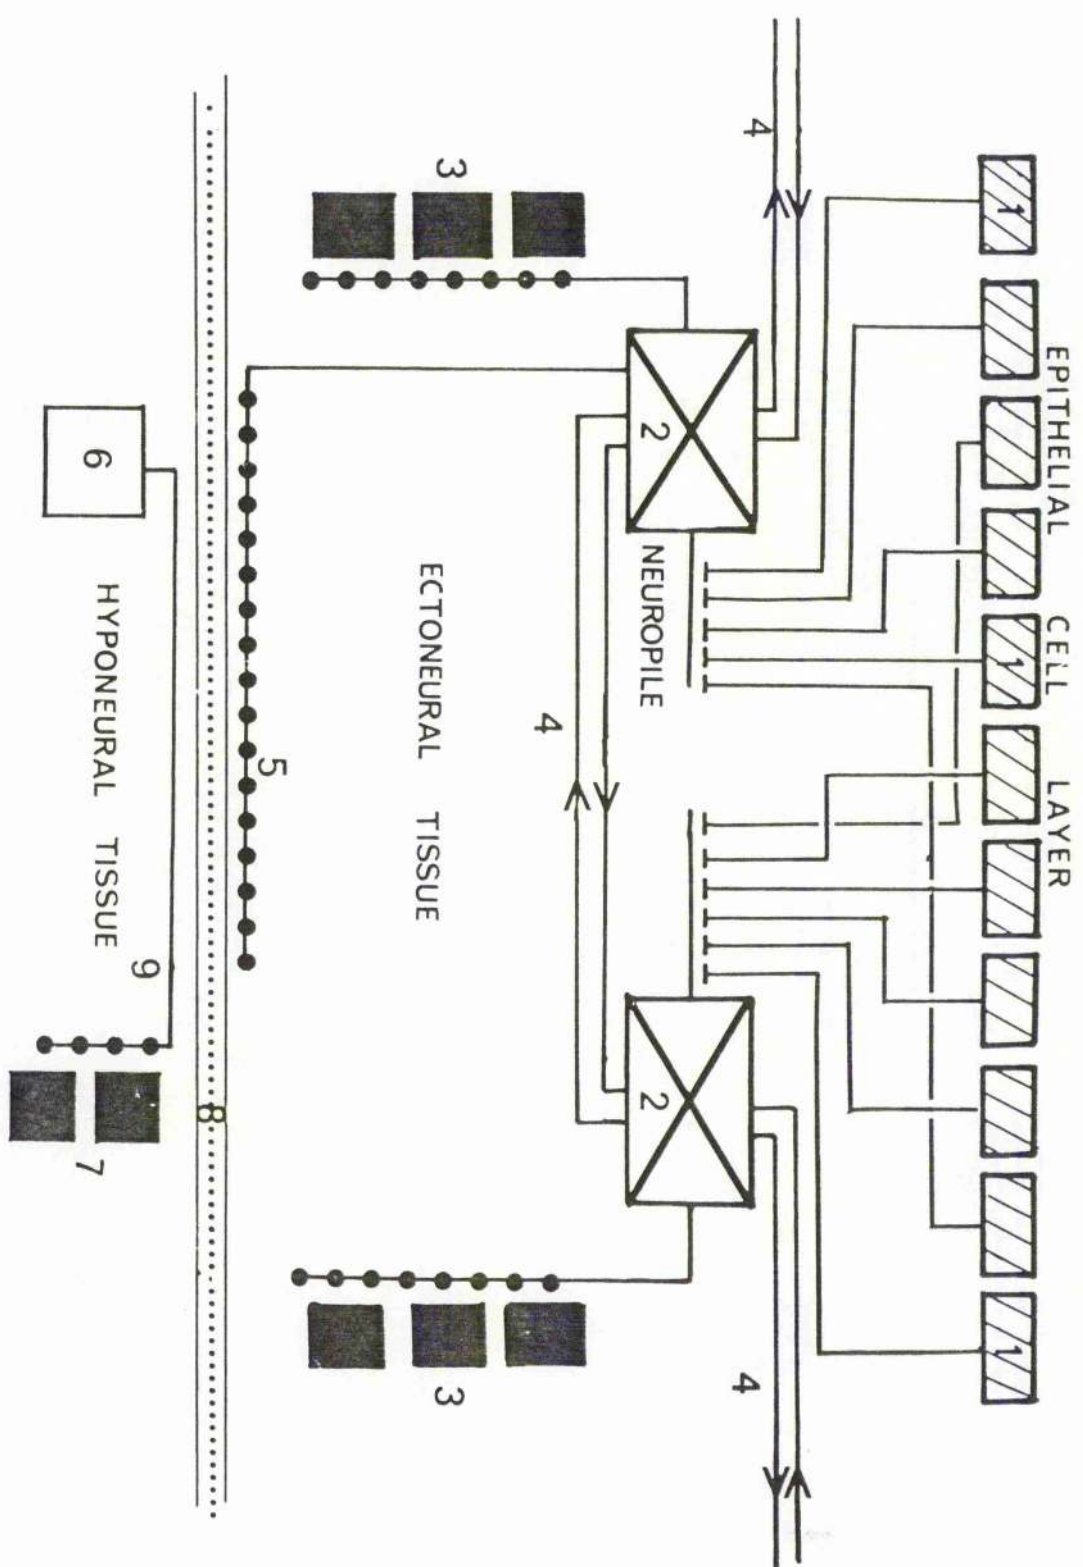 EPITHELIAL CELL LAYER
1 1 1
4 4
2 NEUROPILE 2
4
3 3
ECTONEURAL TISSUE
5
8
9
6 HYPONEURAL TISSUE 7